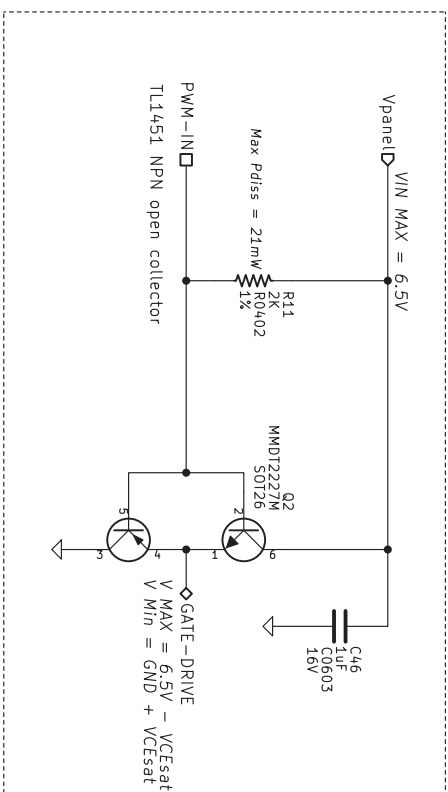 Vpanel
VIN MAX = 6.5V
R11
2K
R0402
1%
Max Pdiss = 21mW
PWM-IN
TL1451 NPN open collector
Q2
MMDT2227M
SOT26
2
6
1
5
4
3
C46
1uF
C0603
16V
GATE-DRIVE
V MAX = 6.5V - VCEsat
V Min = GND + VCEsat